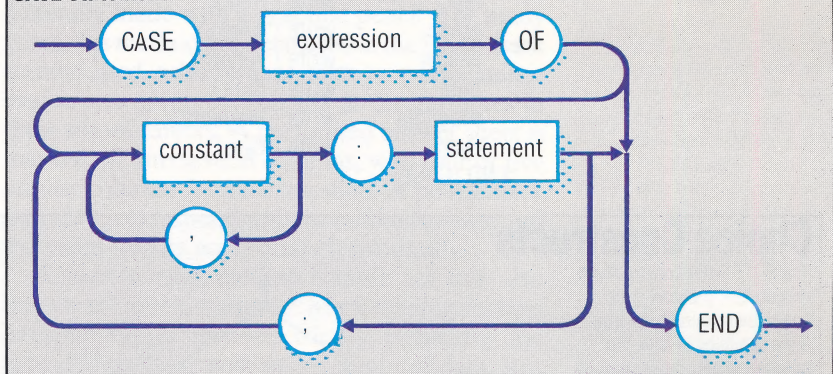 CASE expression OF
constant : statement
,
;
END